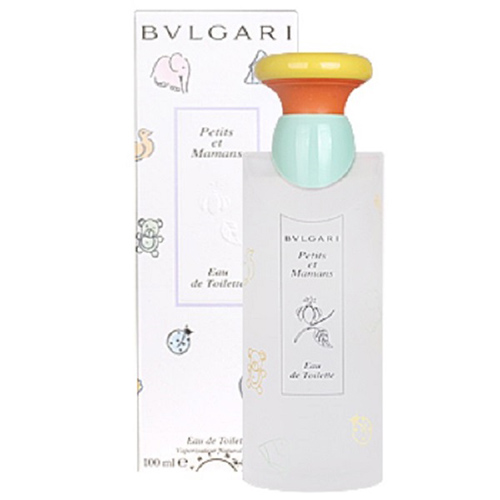 BVLGARI
Petits
et
Mamans
Eau
de Toilette
Eau de Toilette
100 ml e
BVLGARI
Petits
et
Mamans
Eau
de Toilette